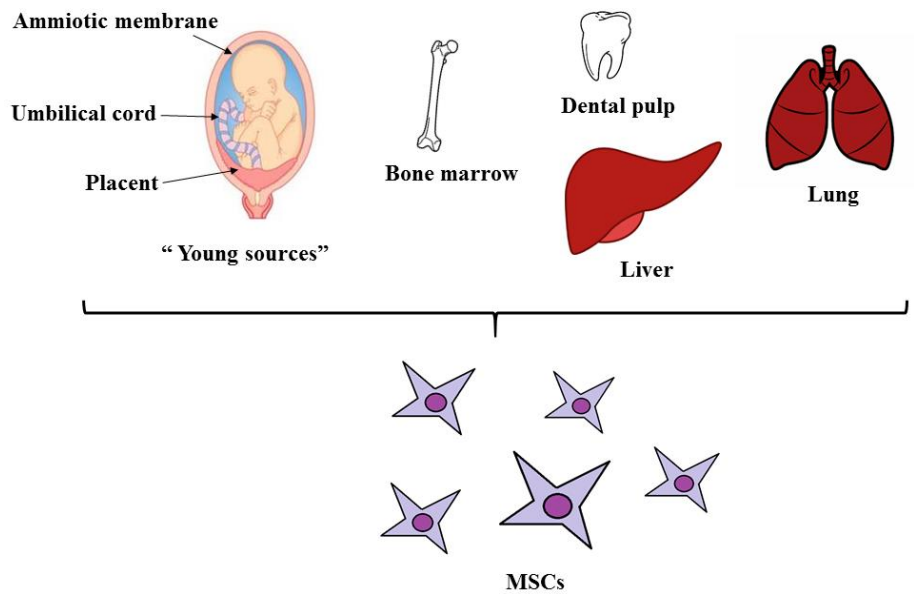 Ammiotic membrane
Umbilical cord
Placent
“ Young sources”
Bone marrow
Dental pulp
Liver
Lung
MSCs